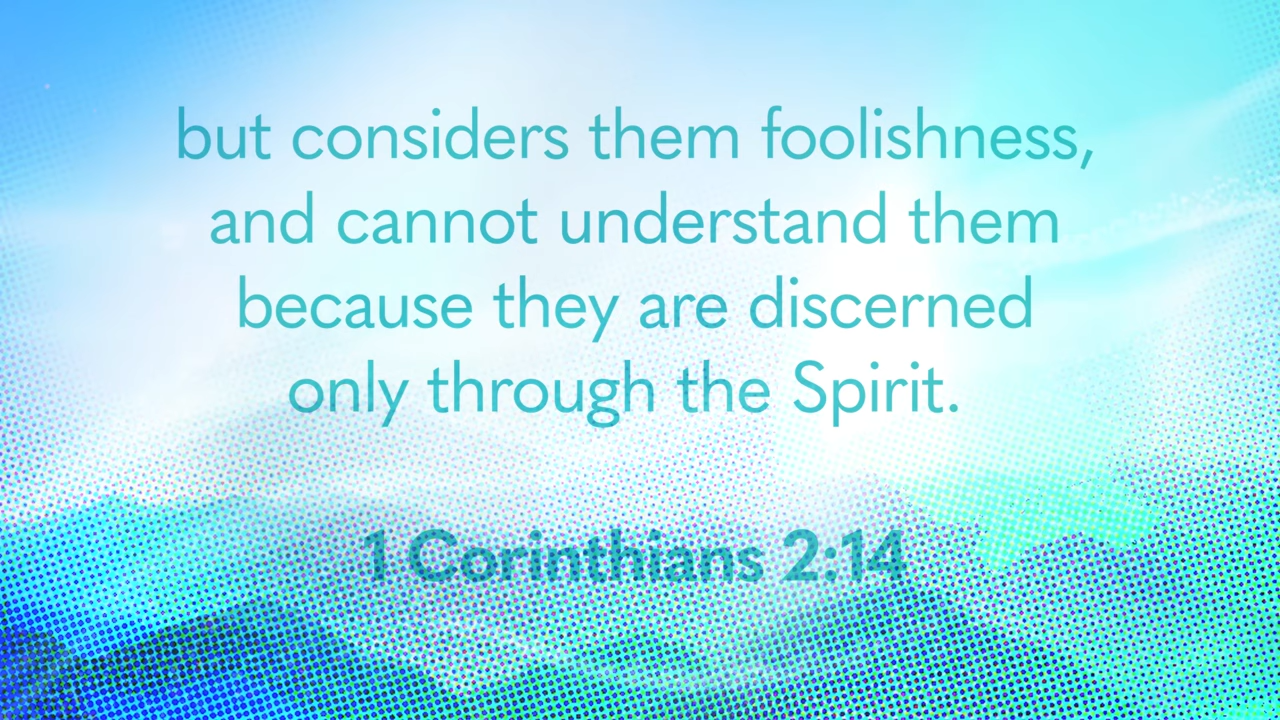 but considers them foolishness,
and cannot understand them
because they are discerned
only through the Spirit.
1 Corinthians 2:14